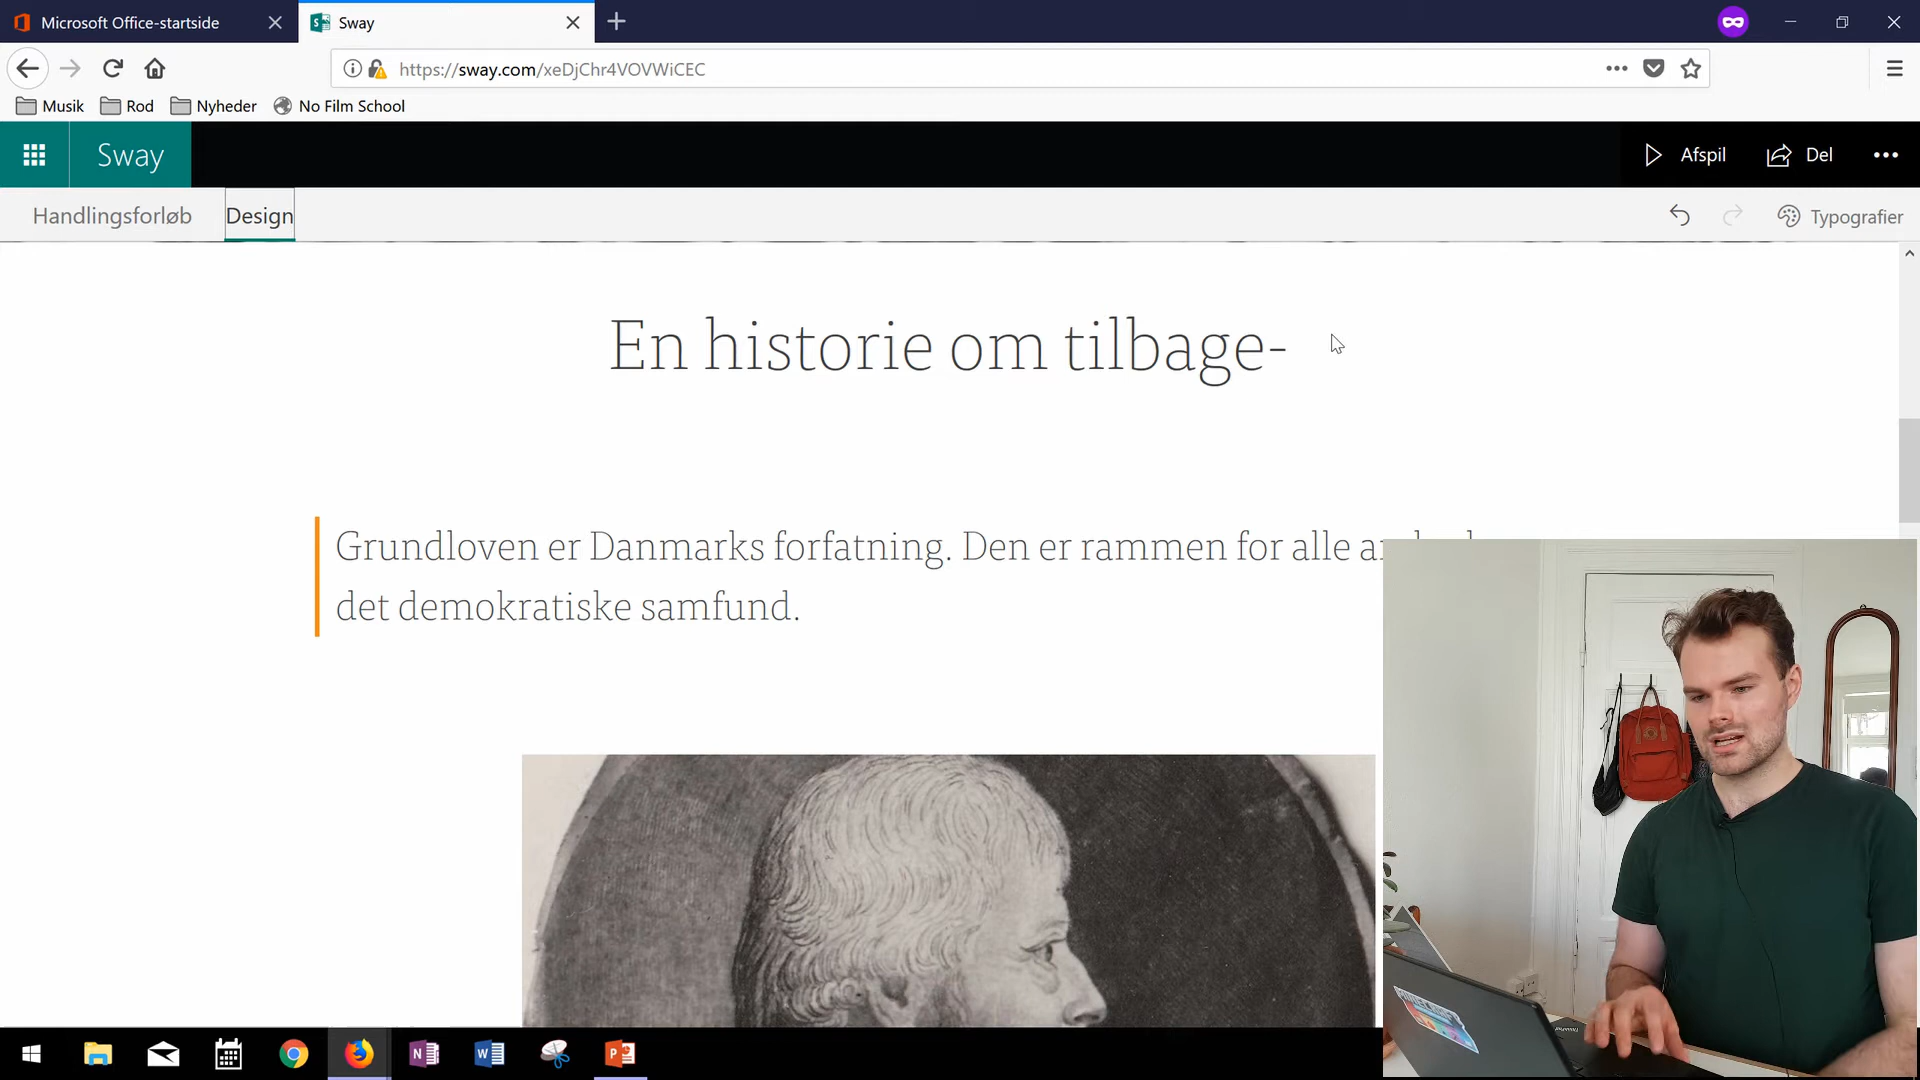 Microsoft Office-startside
Sway
https://sway.com/xeDjChr4VOVWiCEC
Musik
Rod
Nyheder
No Film School
Sway
Afspil
Del
Handlingsforløb
Design
Typografier
En historie om tilbage-
Grundloven er Danmarks forfatning. Den er rammen for alle
det demokratiske samfund.